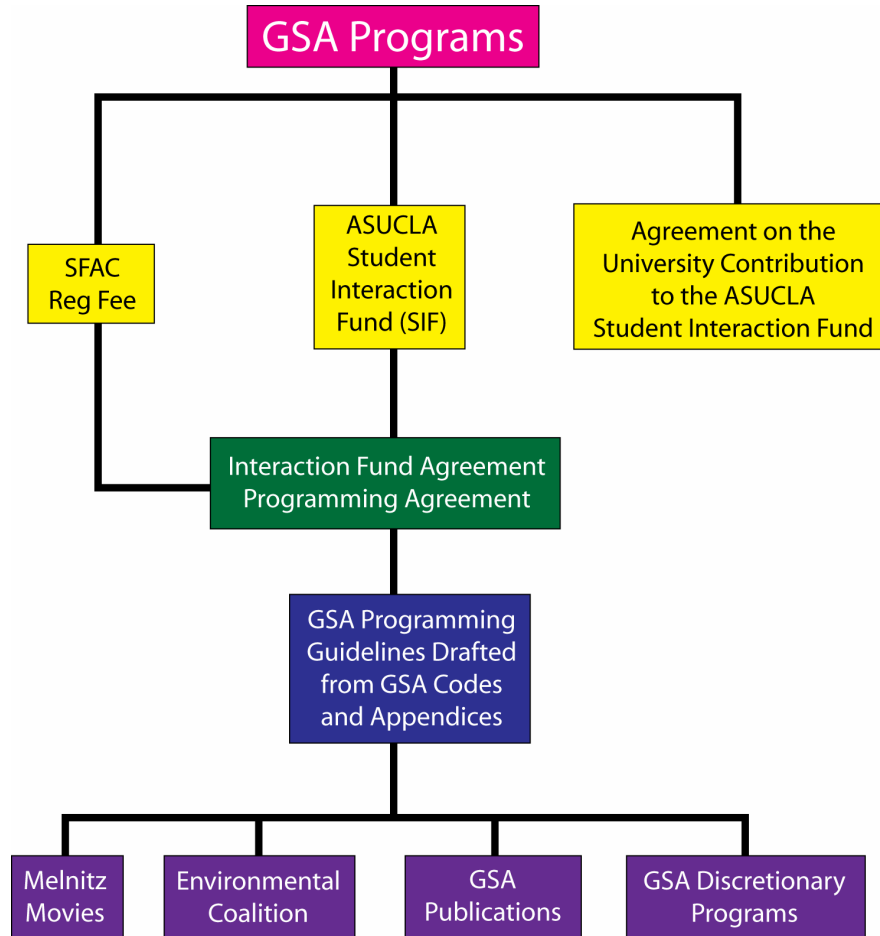 GSA Programs
SFAC
Reg Fee
ASUCLA
Student
Interaction
Fund (SIF)
Agreement on the
University Contribution
to the ASUCLA
Student Interaction Fund
Interaction Fund Agreement
Programming Agreement
GSA Programming
Guidelines Drafted
from GSA Codes
and Appendices
Melnitz
Movies
Environmental
Coalition
GSA
Publications
GSA Discretionary
Programs